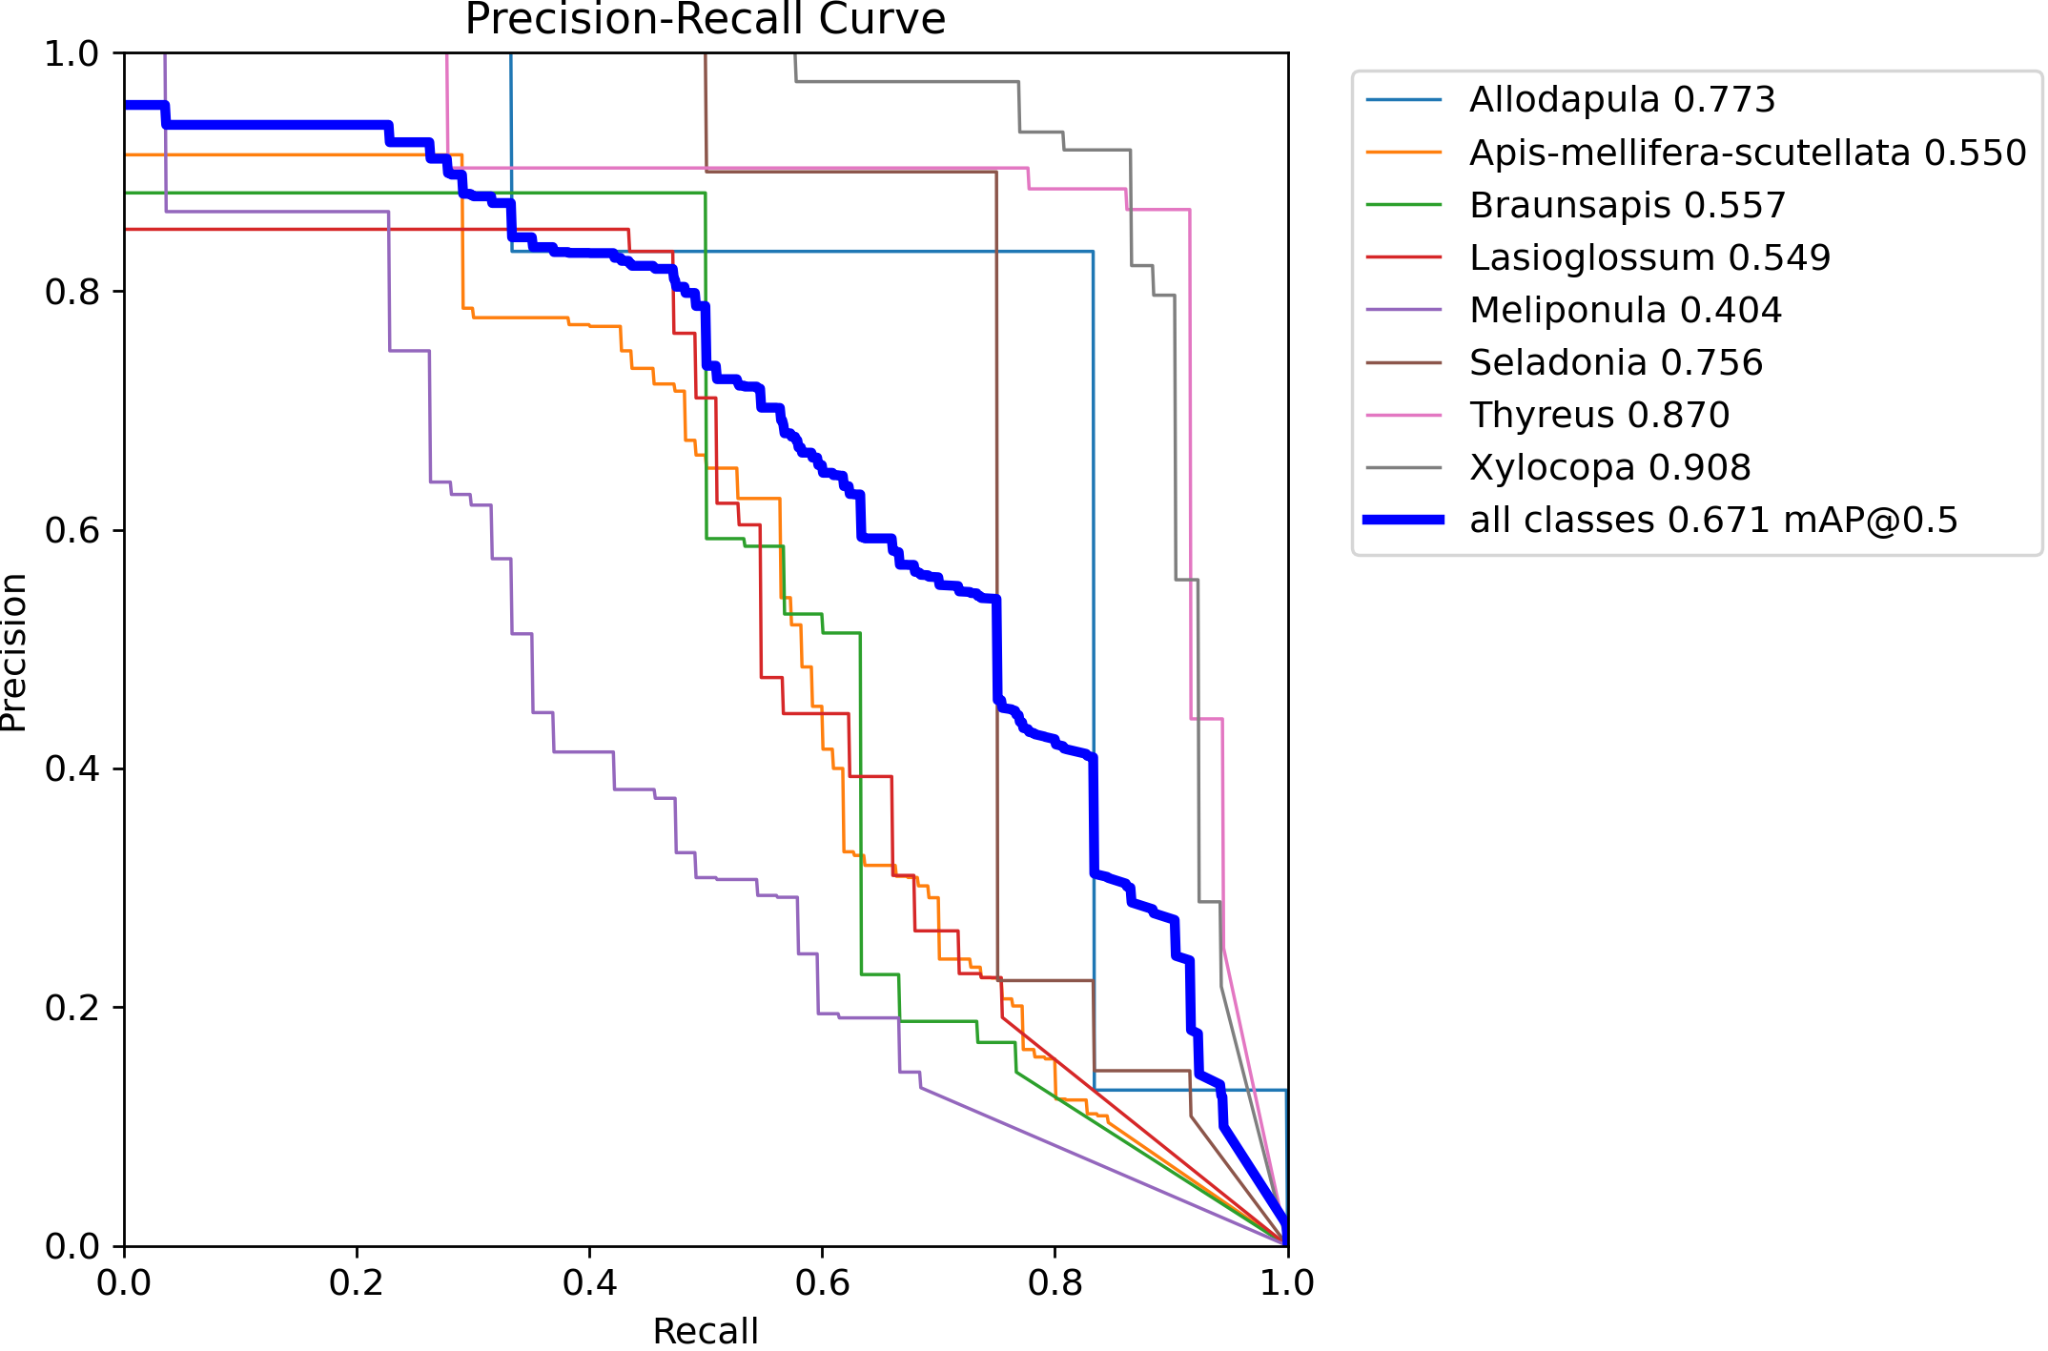 Precision-Recall Curve
1.0
0.8
0.6
0.4
0.2
0.0
Precision
0.0 0.2 0.4 0.6 0.8 1.0
Recall
Allodapula 0.773
Apis-mellifera-scutellata 0.550
Braunsapis 0.557
Lasioglossum 0.549
Meliponula 0.404
Seladonia 0.756
Thyreus 0.870
Xylocopa 0.908
all classes 0.671 mAP@0.5